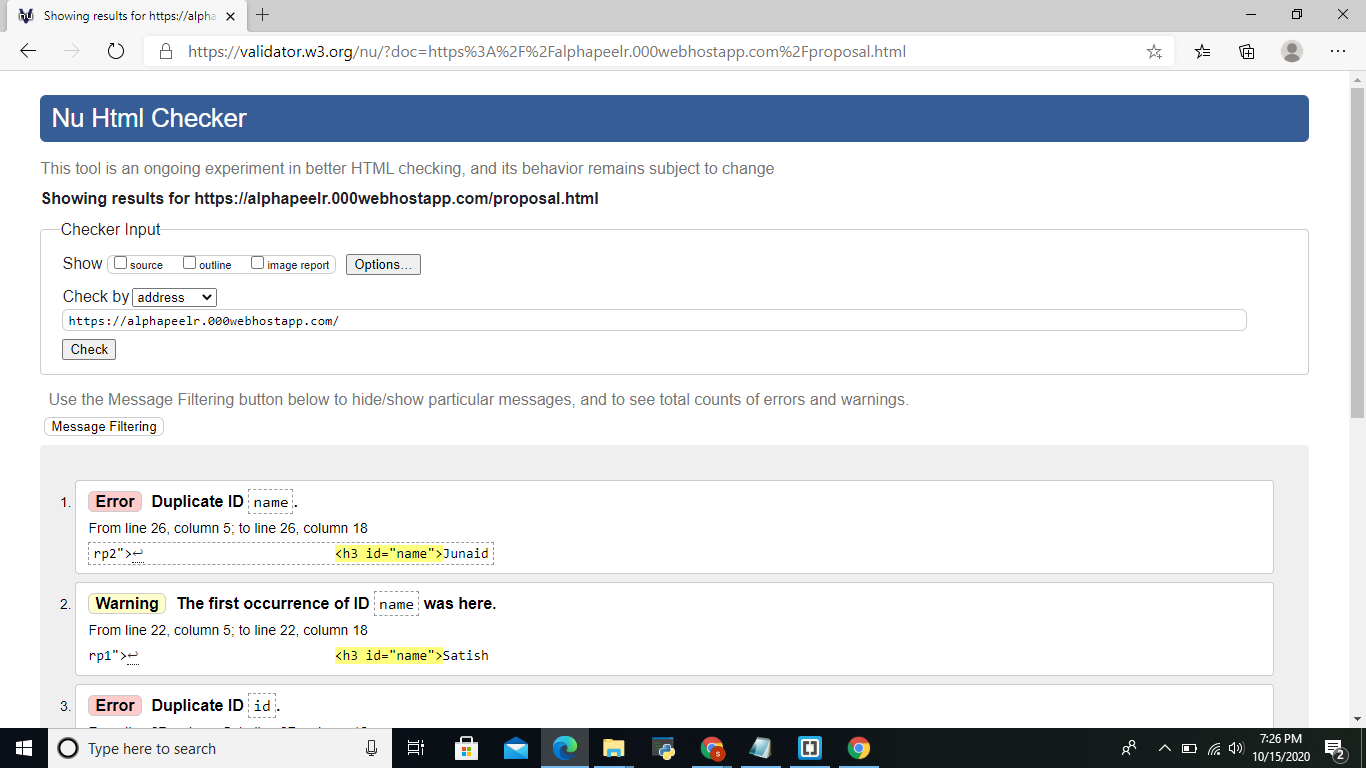 Showing results for https://alpha
https://validator.w3.org/nu/?doc=https%3A%2F%2Falphapeelr.000webhostapp.com%2Fproposal.html
Nu Html Checker
This tool is an ongoing experiment in better HTML checking, and its behavior remains subject to change
Showing results for https://alphapeelr.000webhostapp.com/proposal.html
Checker Input
Show source outline image report Options...
Check by address
https://alphapeelr.000webhostapp.com/
Check
Use the Message Filtering button below to hide/show particular messages, and to see total counts of errors and warnings.
Message Filtering
1. Error Duplicate ID name.
From line 26, column 5; to line 26, column 18
rp2">↩ <h3 id="name">Junaid
2. Warning The first occurrence of ID name was here.
From line 22, column 5; to line 22, column 18
rp1">↩ <h3 id="name">Satish
3. Error Duplicate ID id.
Type here to search
7:26 PM
10/15/2020
2